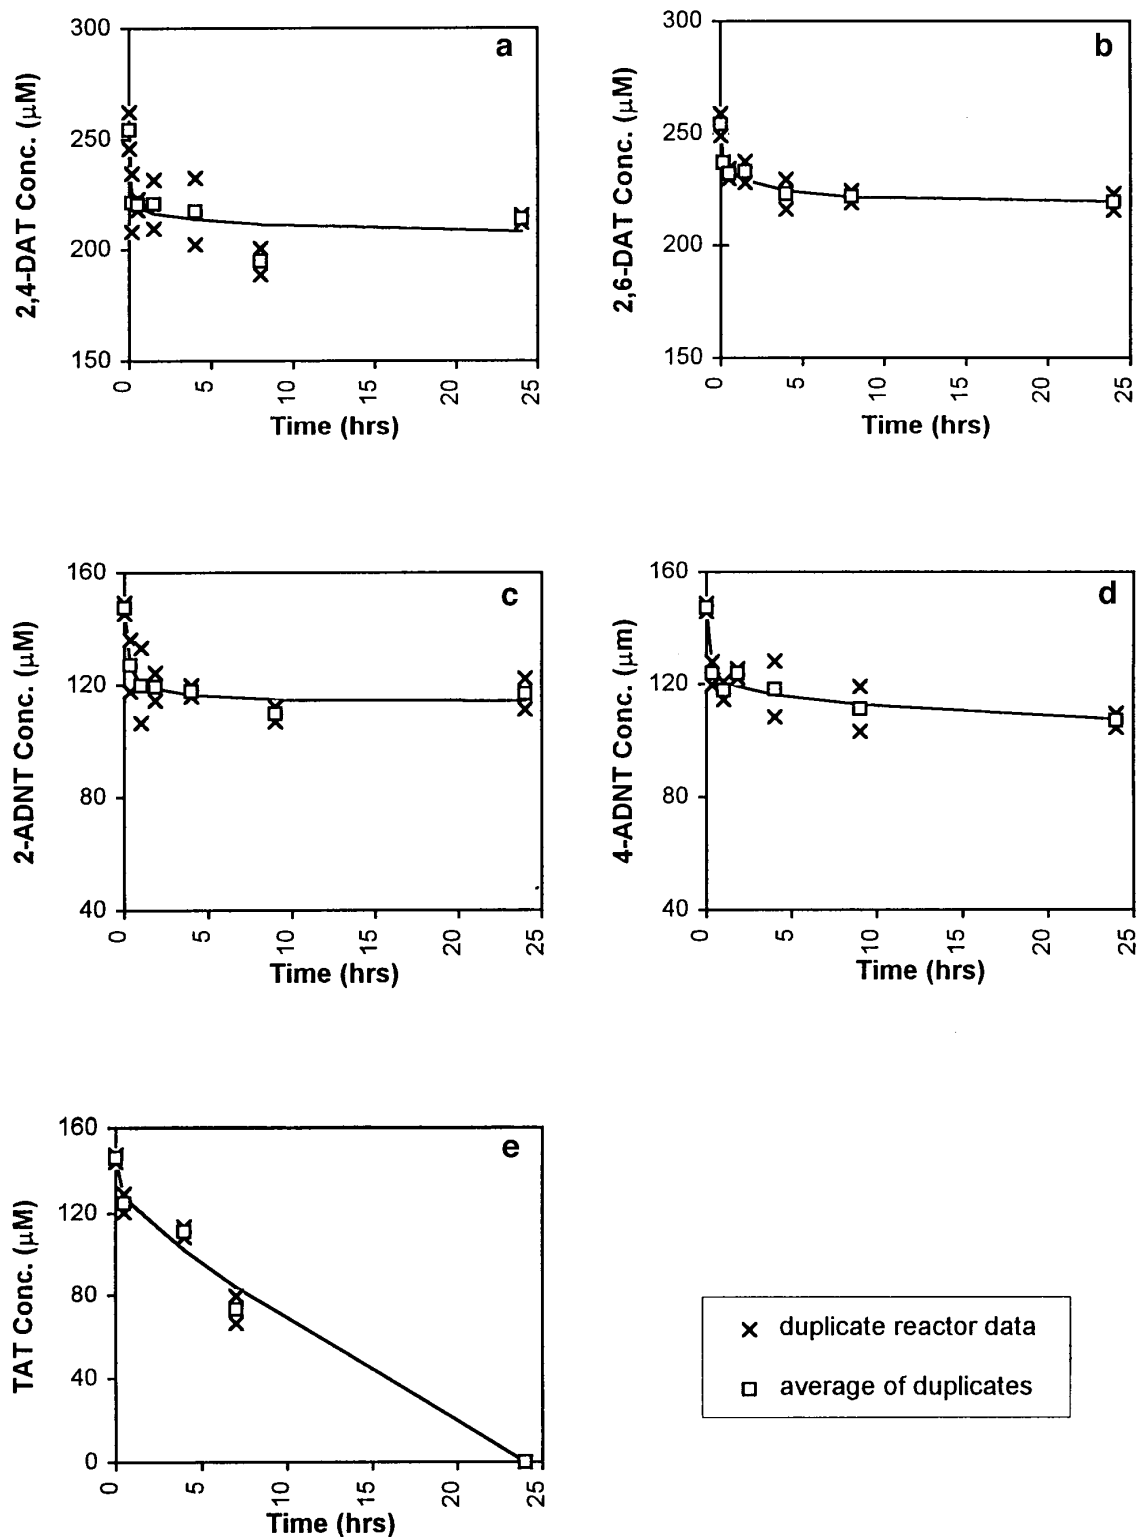 a
300
250
200
150
2,4-DAT Conc. (µM)
0 5 10 15 20 25
Time (hrs)
b
300
250
200
150
2,6-DAT Conc. (µM)
0 5 10 15 20 25
Time (hrs)
c
160
120
80
40
2-ADNT Conc. (µM)
0 5 10 15 20 25
Time (hrs)
d
160
120
80
40
4-ADNT Conc. (µm)
0 5 10 15 20 25
Time (hrs)
e
160
120
80
40
0
TAT Conc. (µM)
0 5 10 15 20 25
Time (hrs)
duplicate reactor data
average of duplicates